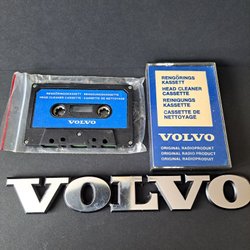 RENGÖRINGSKASSETT REINIGUNGSKASSETTE
HEAD CLEANER CASSETTE CASSETTE DE NETTOYAGE
VOLVO
RENGÖRINGS
KASSETT
HEAD CLEANER
CASSETTE
REINIGUNGS
KASSETTE
CASSETTE DE
NETTOYAGE
VOLVO
ORIGINAL RADIOPRODUKT
ORIGINAL RADIO PRODUCT
ORIGINAL RADIOPRODUKT
VOLVO